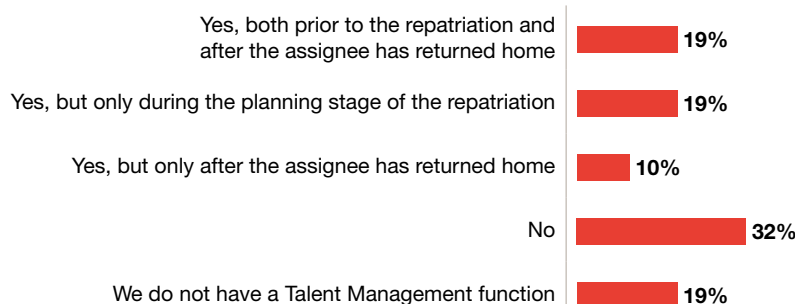 Yes, both prior to the repatriation and
after the assignee has returned home
19%
Yes, but only during the planning stage of the repatriation
19%
Yes, but only after the assignee has returned home
10%
No
32%
We do not have a Talent Management function
19%